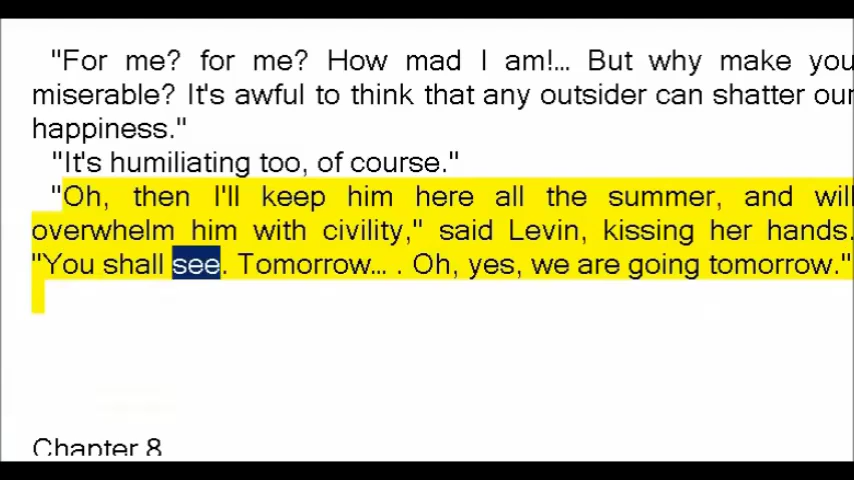 "For me? for me? How mad I am!... But why make you
miserable? It's awful to think that any outsider can shatter our
happiness."
"It's humiliating too, of course."
"Oh, then I'll keep him here all the summer, and will
overwhelm him with civility," said Levin, kissing her hands.
"You shall see. Tomorrow... . Oh, yes, we are going tomorrow."
Chapter 8